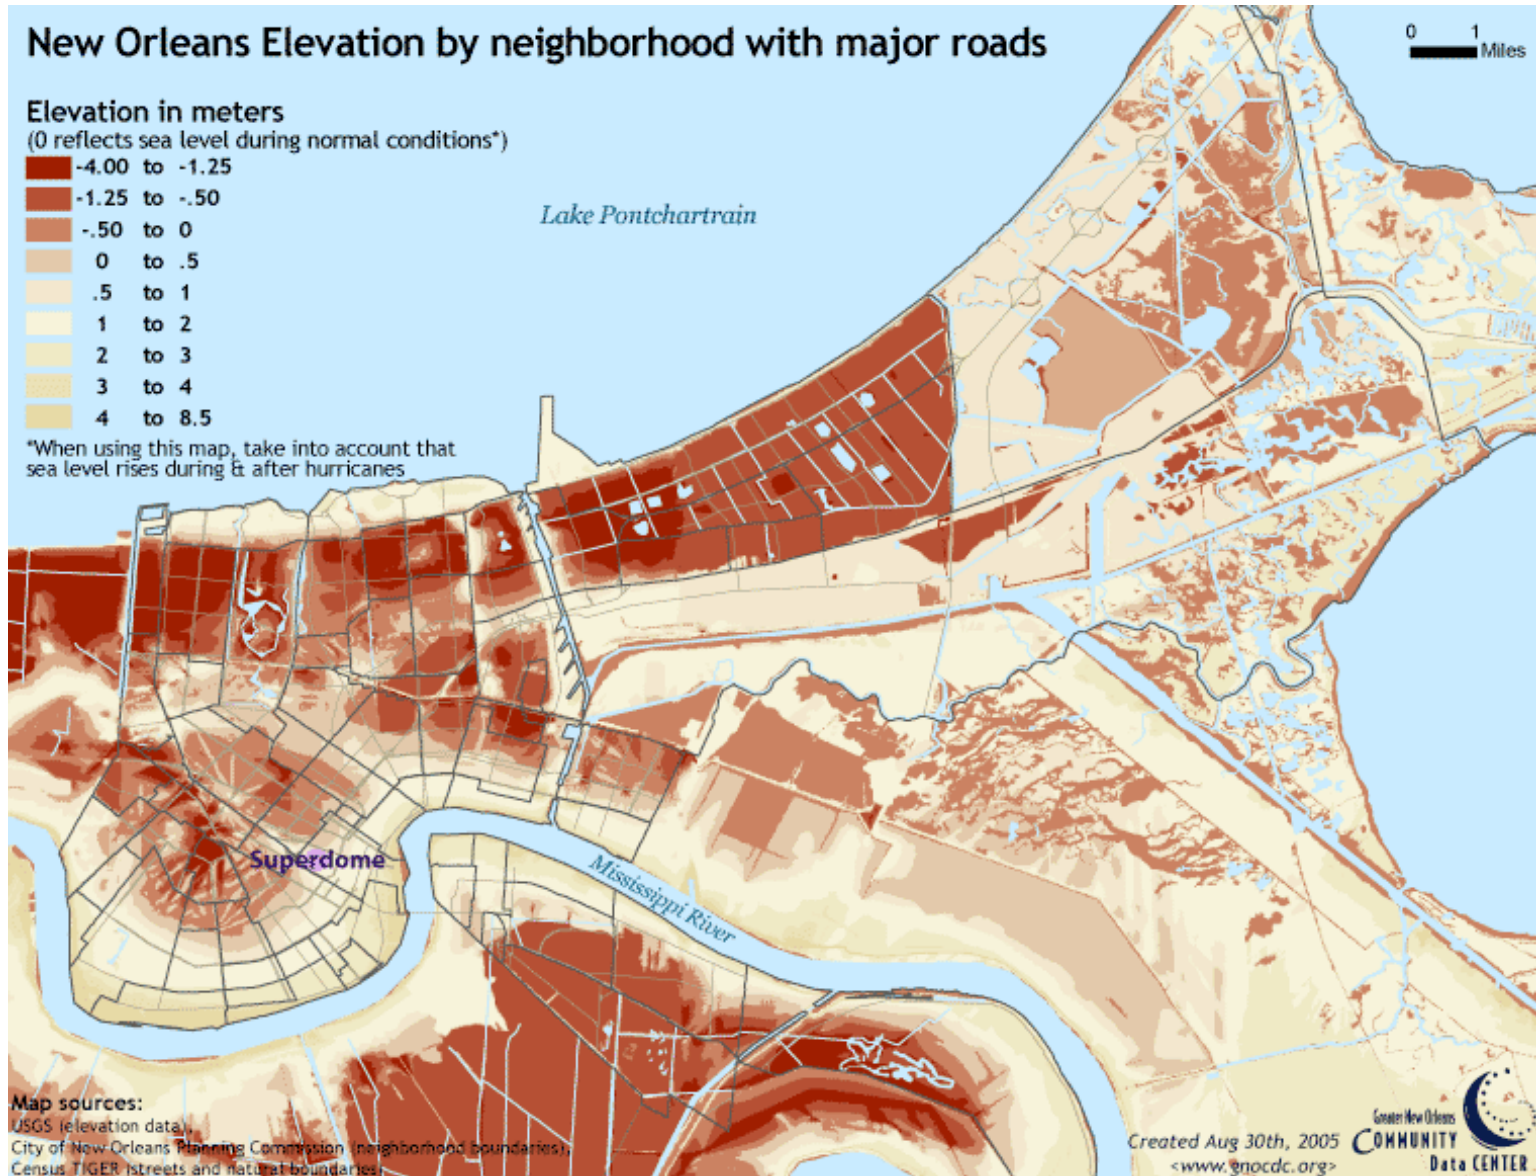 New Orleans Elevation by neighborhood with major roads
0 1
Miles
Elevation in meters
(0 reflects sea level during normal conditions*)
-4.00 to -1.25
-1.25 to -.50
-.50 to 0
0 to .5
.5 to 1
1 to 2
2 to 3
3 to 4
4 to 8.5
*When using this map, take into account that
sea level rises during & after hurricanes
Lake Pontchartrain
Superdome
Mississippi River
Map sources:
USGS (elevation data),
City of New Orleans Planning Commission (neighborhood boundaries),
Census TIGER (streets and natural boundaries)
Created Aug 30th, 2005
<www.gnocdc.org>
Greater New Orleans
COMMUNITY
Data CENTER